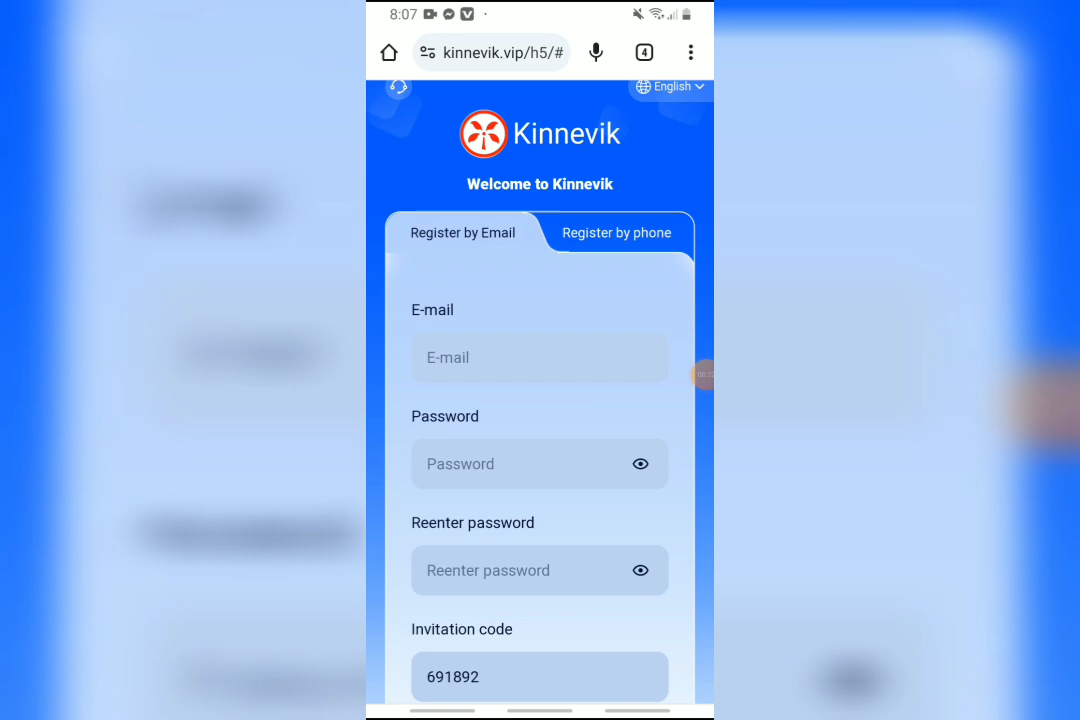 8:07
kinnevik.vip/h5/#
4
English
Kinnevik
Welcome to Kinnevik
Register by Email
Register by phone
E-mail
E-mail
Password
Password
Reenter password
Reenter password
Invitation code
691892